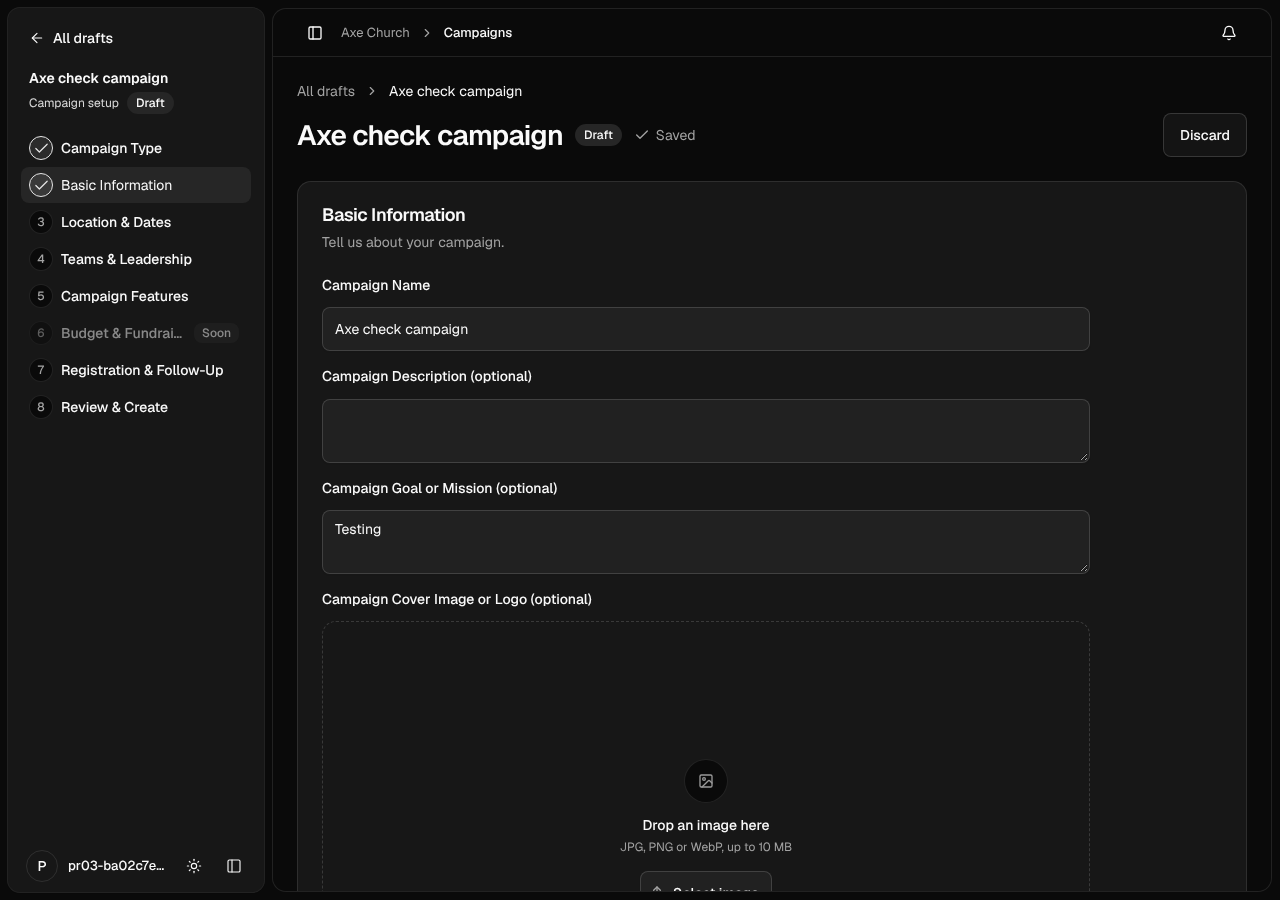 All drafts
Axe check campaign
Campaign setup Draft
Campaign Type
Basic Information
3 Location & Dates
4 Teams & Leadership
5 Campaign Features
6 Budget & Fundrai... Soon
7 Registration & Follow-Up
8 Review & Create
P pr03-ba02c7e...
Axe Church > Campaigns
All drafts > Axe check campaign
Axe check campaign Draft Saved
Discard
Basic Information
Tell us about your campaign.
Campaign Name
Axe check campaign
Campaign Description (optional)
Campaign Goal or Mission (optional)
Testing
Campaign Cover Image or Logo (optional)
Drop an image here
JPG, PNG or WebP, up to 10 MB
Select image